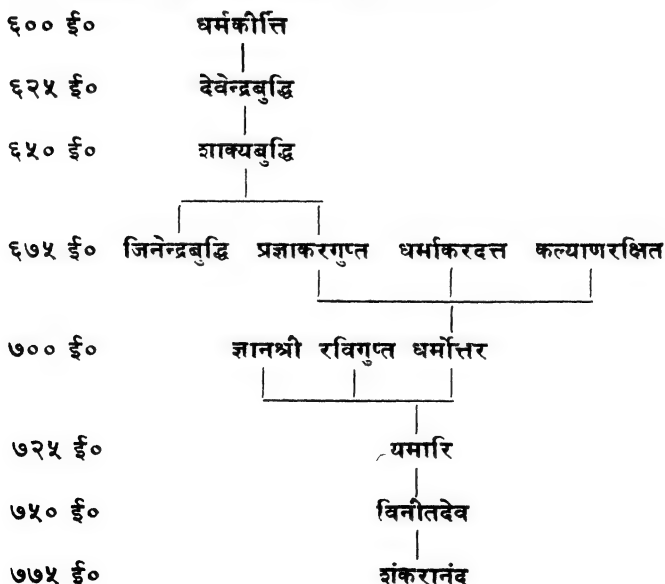 ६०० ई० धर्मकीर्त्ति
६२५ ई० देवेन्द्रबुद्धि
६५० ई० शाक्यबुद्धि
६७५ ई० जिनेन्द्रबुद्धि प्रज्ञाकरगुप्त धर्माकरदत्त कल्याणरक्षित
७०० ई० ज्ञानश्री रविगुप्त धर्मोत्तर
७२५ ई० यमारि
७५० ई० विनीतदेव
७७५ ई० शंकरानंद